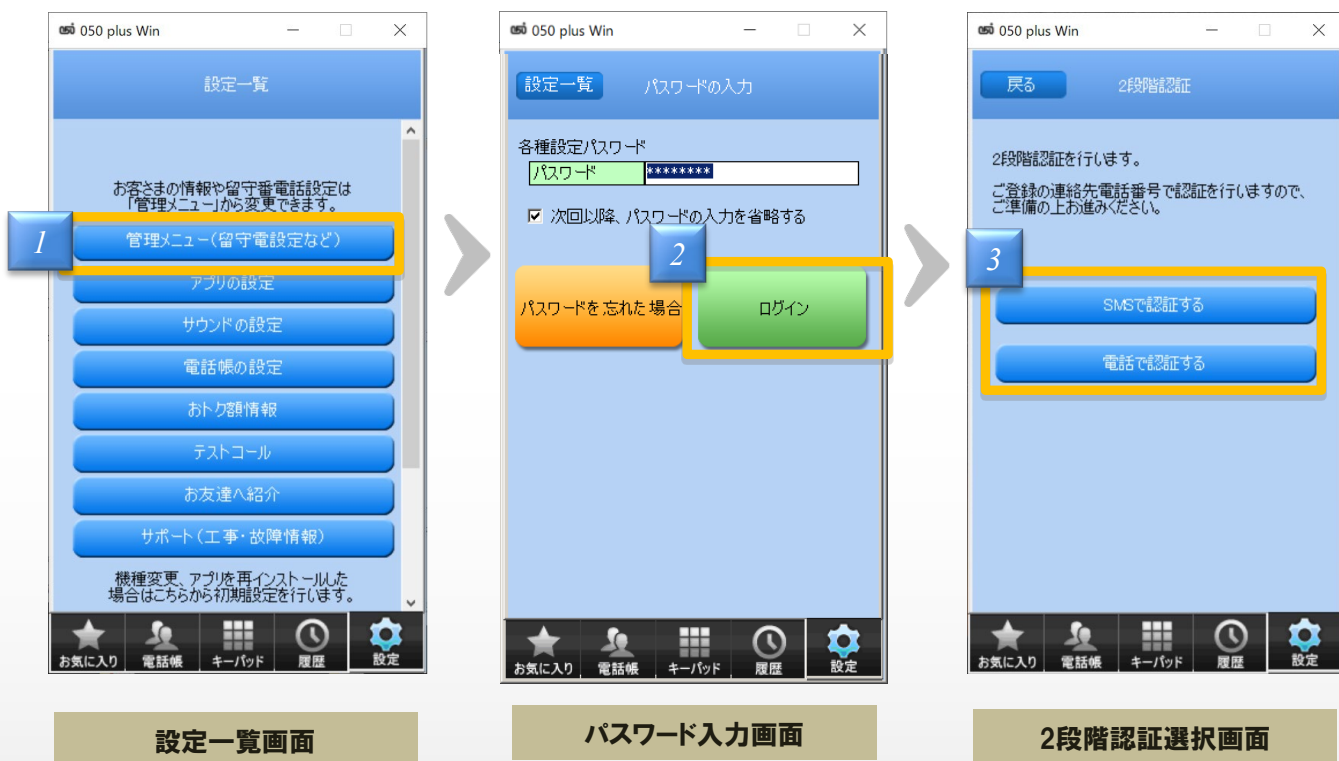 050 plus Win
設定一覧
お客さまの情報や留守番電話設定は
「管理メニュー」から変更できます。
1
管理メニュー(留守電設定など)
アプリの設定
サウンドの設定
電話帳の設定
おトク額情報
テストコール
お友達へ紹介
サポート(工事・故障情報)
機種変更、アプリを再インストールした
場合はこちらから初期設定を行います。
お気に入り 電話帳 キーパッド 履歴 設定
設定一覧画面
050 plus Win
設定一覧 パスワードの入力
各種設定パスワード
パスワード ********
次回以降、パスワードの入力を省略する
2
パスワードを忘れた場合 ログイン
お気に入り 電話帳 キーパッド 履歴 設定
パスワード入力画面
050 plus Win
戻る 2段階認証
2段階認証を行います。
ご登録の連絡先電話番号で認証を行いますので、
ご準備の上お進みください。
3
SMSで認証する
電話で認証する
お気に入り 電話帳 キーパッド 履歴 設定
2段階認証選択画面